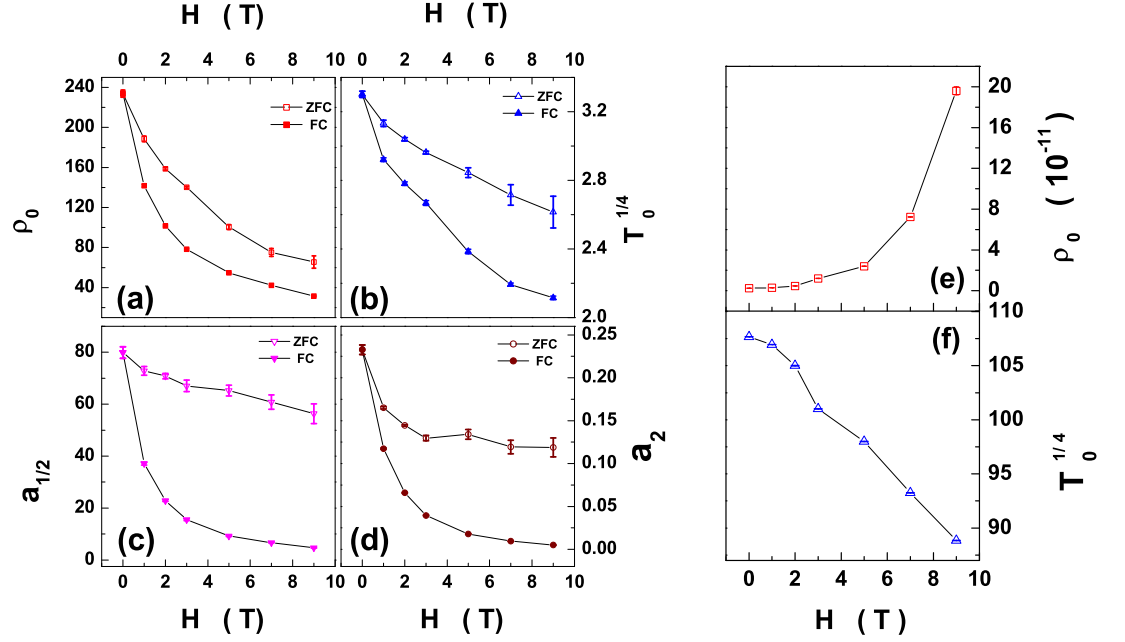 H (T)
H (T)
0 2 4 6 8 10
0 2 4 6 8 10
240
200
160
120
80
40
ρ0
ZFC
FC
(a)
ZFC
FC
(b)
3.2
2.8
2.4
2.0
T0^1/4
80
60
40
20
0
a1/2
ZFC
FC
(c)
ZFC
FC
(d)
0.25
0.20
0.15
0.10
0.05
0.00
a2
0 2 4 6 8 10
0 2 4 6 8 10
H (T)
H (T)
20
16
12
8
4
0
ρ0 (10^-11)
(e)
110
105
100
95
90
T0^1/4
(f)
0 2 4 6 8 10
H (T)